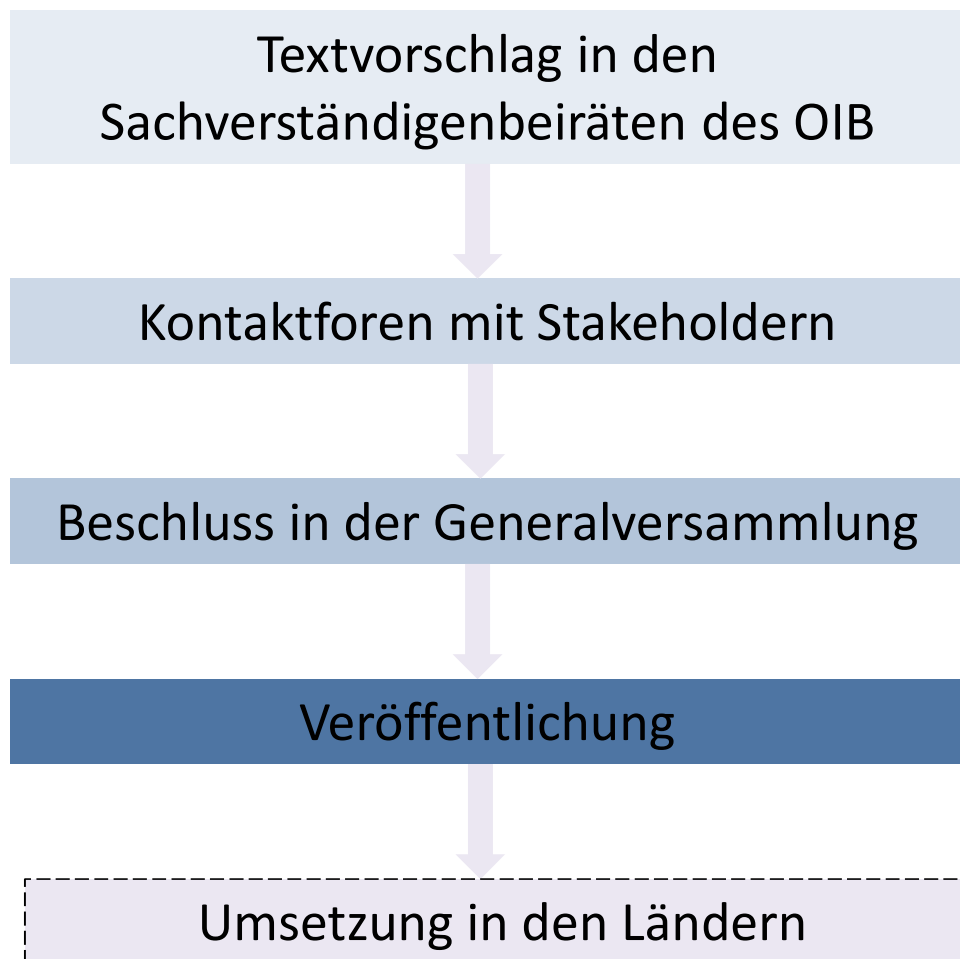 Textvorschlag in den
Sachverständigenbeiräten des OIB
Kontaktforen mit Stakeholdern
Beschluss in der Generalversammlung
Veröffentlichung
Umsetzung in den Ländern